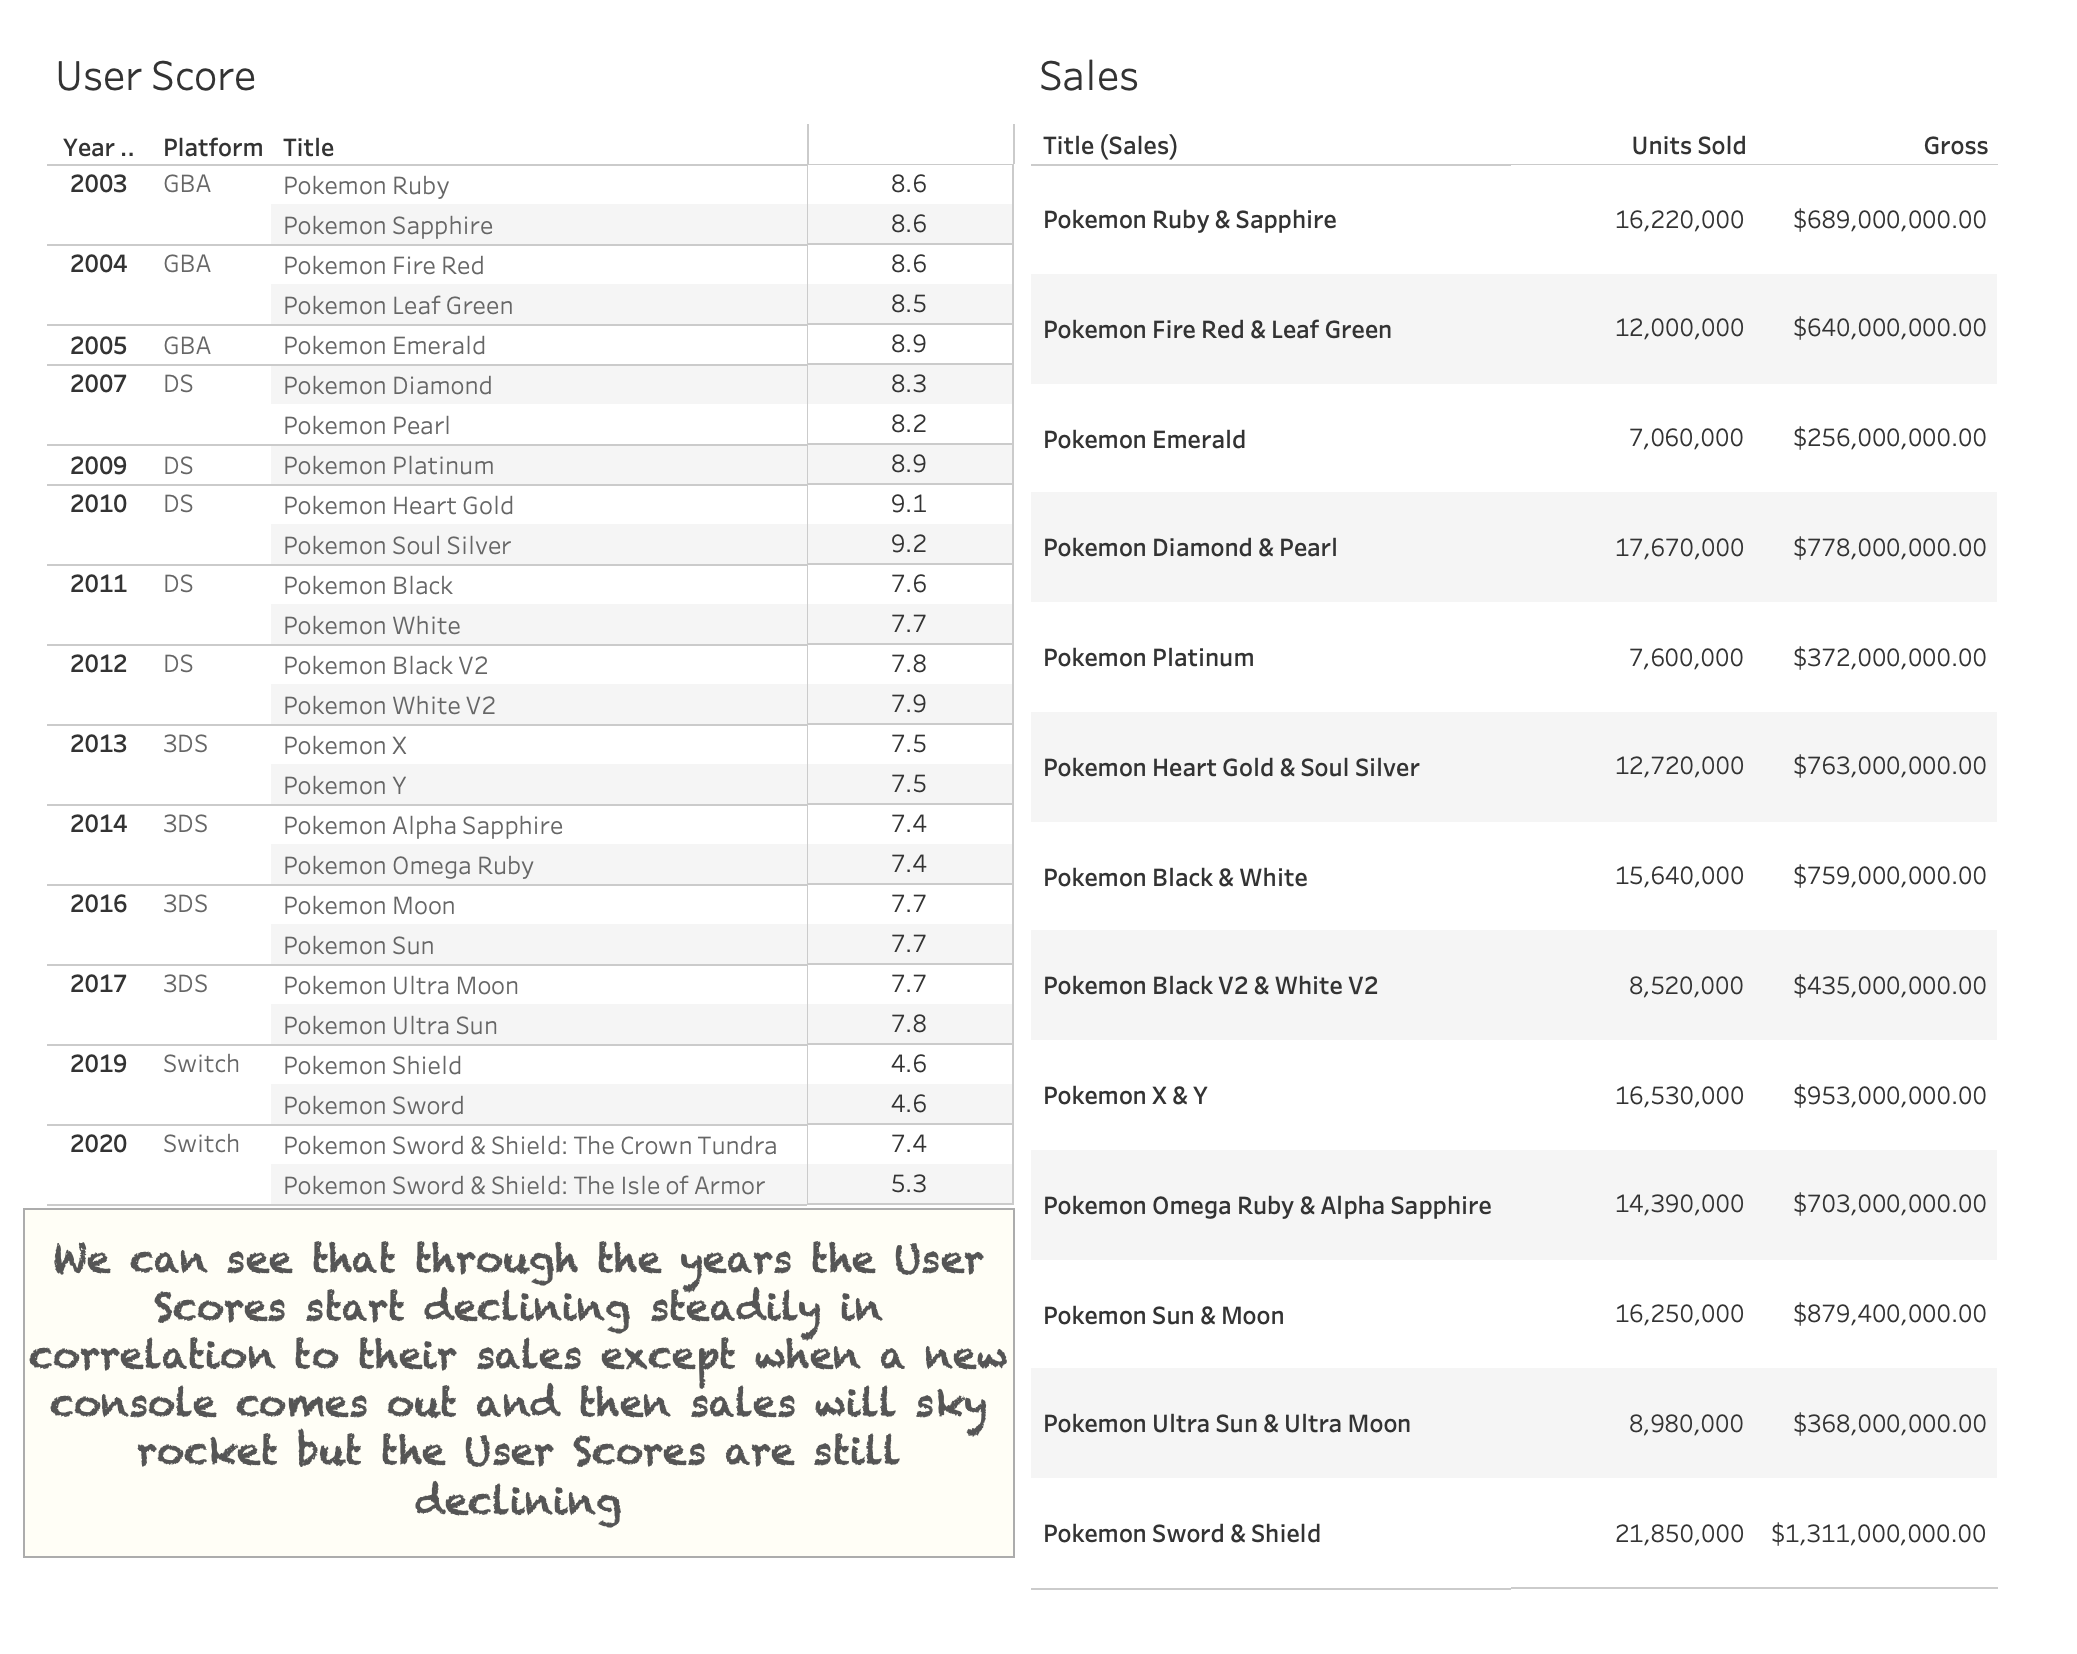 User Score
Year .. Platform Title
2003 GBA Pokemon Ruby 8.6
Pokemon Sapphire 8.6
2004 GBA Pokemon Fire Red 8.6
Pokemon Leaf Green 8.5
2005 GBA Pokemon Emerald 8.9
2007 DS Pokemon Diamond 8.3
Pokemon Pearl 8.2
2009 DS Pokemon Platinum 8.9
2010 DS Pokemon Heart Gold 9.1
Pokemon Soul Silver 9.2
2011 DS Pokemon Black 7.6
Pokemon White 7.7
2012 DS Pokemon Black V2 7.8
Pokemon White V2 7.9
2013 3DS Pokemon X 7.5
Pokemon Y 7.5
2014 3DS Pokemon Alpha Sapphire 7.4
Pokemon Omega Ruby 7.4
2016 3DS Pokemon Moon 7.7
Pokemon Sun 7.7
2017 3DS Pokemon Ultra Moon 7.7
Pokemon Ultra Sun 7.8
2019 Switch Pokemon Shield 4.6
Pokemon Sword 4.6
2020 Switch Pokemon Sword & Shield: The Crown Tundra 7.4
Pokemon Sword & Shield: The Isle of Armor 5.3
We can see that through the years the User
Scores start declining steadily in
correlation to their sales except when a new
console comes out and then sales will sky
rocket but the User Scores are still
declining
Sales
Title (Sales) Units Sold Gross
Pokemon Ruby & Sapphire 16,220,000 $689,000,000.00
Pokemon Fire Red & Leaf Green 12,000,000 $640,000,000.00
Pokemon Emerald 7,060,000 $256,000,000.00
Pokemon Diamond & Pearl 17,670,000 $778,000,000.00
Pokemon Platinum 7,600,000 $372,000,000.00
Pokemon Heart Gold & Soul Silver 12,720,000 $763,000,000.00
Pokemon Black & White 15,640,000 $759,000,000.00
Pokemon Black V2 & White V2 8,520,000 $435,000,000.00
Pokemon X & Y 16,530,000 $953,000,000.00
Pokemon Omega Ruby & Alpha Sapphire 14,390,000 $703,000,000.00
Pokemon Sun & Moon 16,250,000 $879,400,000.00
Pokemon Ultra Sun & Ultra Moon 8,980,000 $368,000,000.00
Pokemon Sword & Shield 21,850,000 $1,311,000,000.00